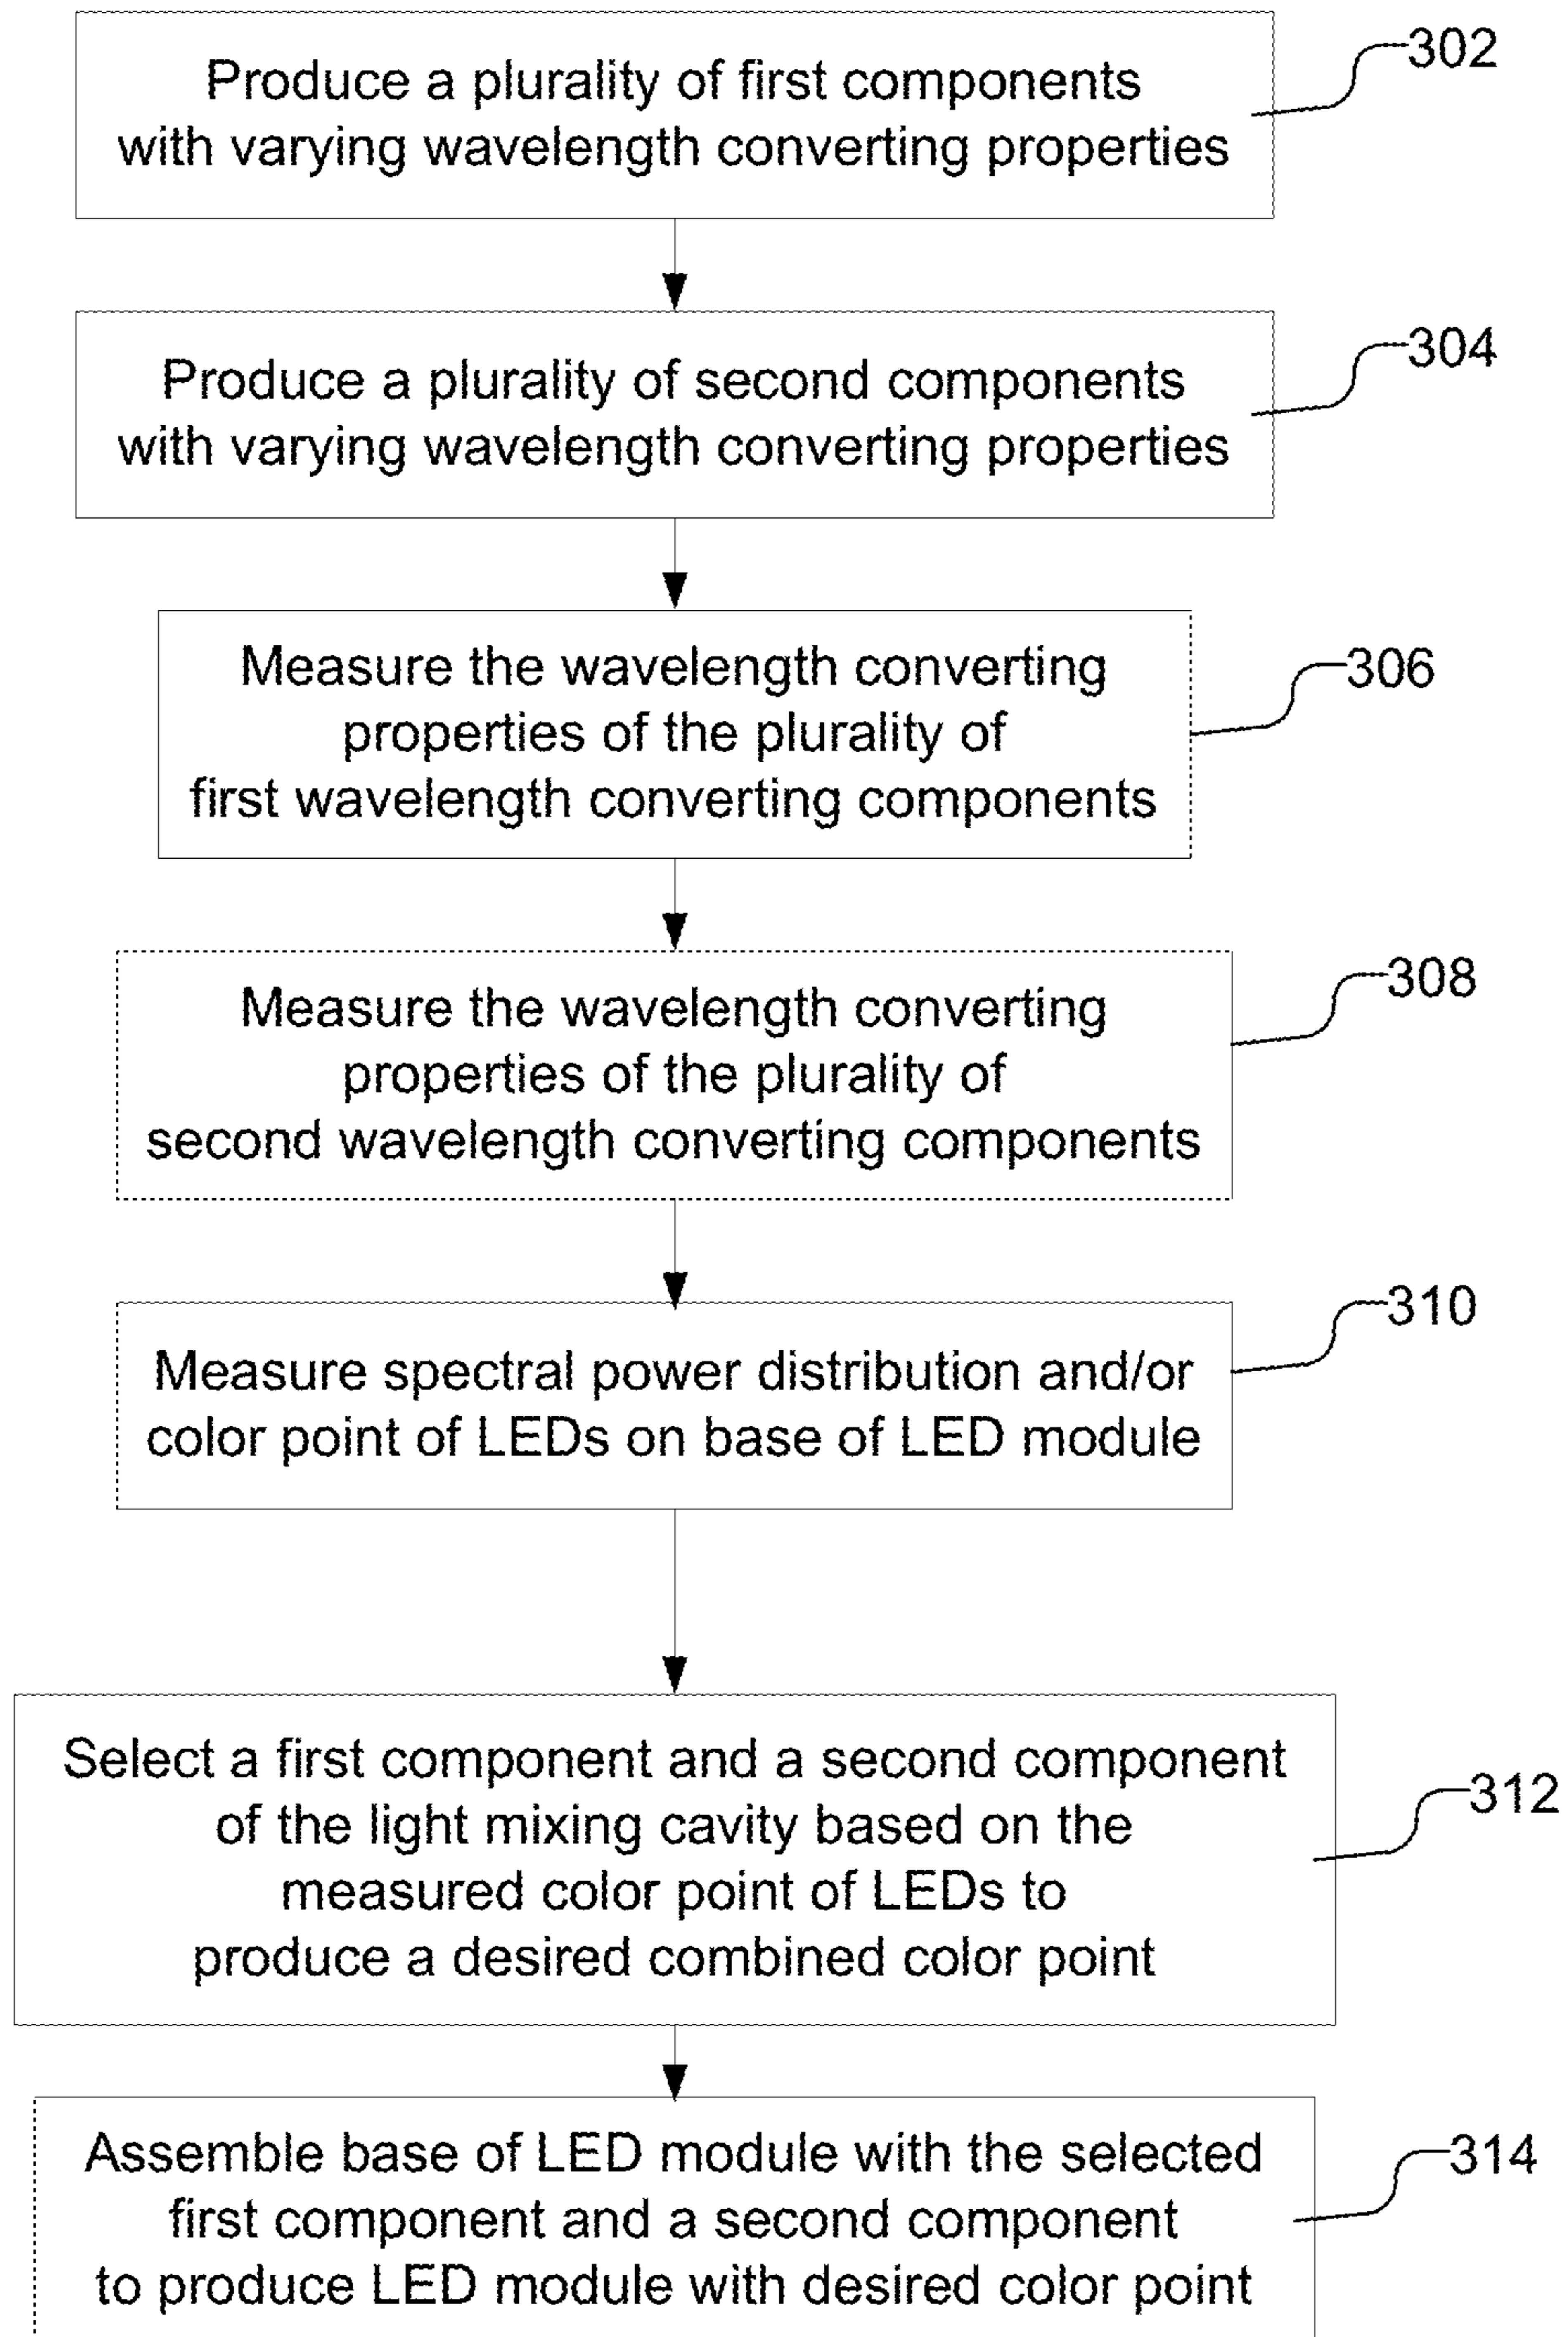 302
Produce a plurality of first components
with varying wavelength converting properties
304
Produce a plurality of second components
with varying wavelength converting properties
306
Measure the wavelength converting
properties of the plurality of
first wavelength converting components
308
Measure the wavelength converting
properties of the plurality of
second wavelength converting components
310
Measure spectral power distribution and/or
color point of LEDs on base of LED module
312
Select a first component and a second component
of the light mixing cavity based on the
measured color point of LEDs to
produce a desired combined color point
314
Assemble base of LED module with the selected
first component and a second component
to produce LED module with desired color point